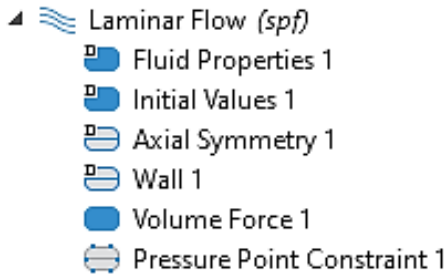 Laminar Flow (spf)
D Fluid Properties 1
D Initial Values 1
D Axial Symmetry 1
D Wall 1
Volume Force 1
Pressure Point Constraint 1